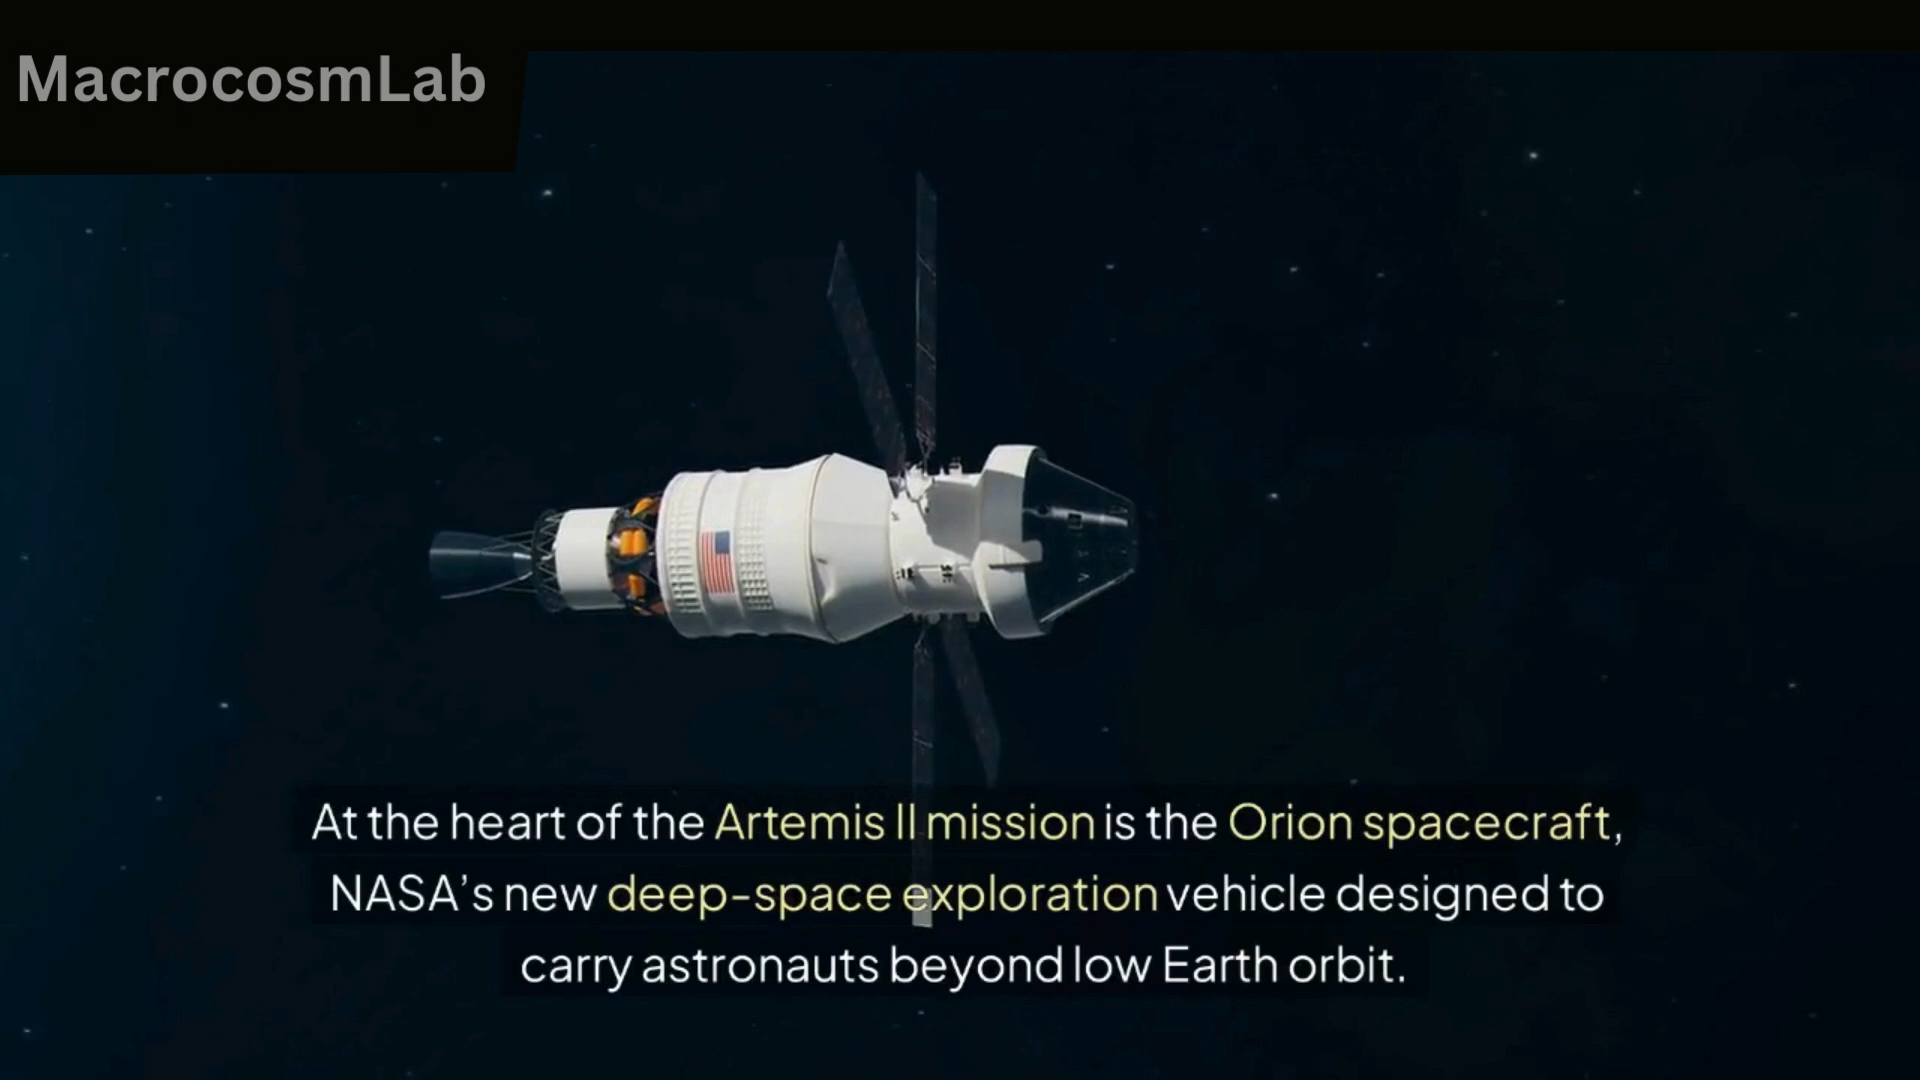 MacrocosmLab
At the heart of the Artemis II mission is the Orion spacecraft,
NASA’s new deep-space exploration vehicle designed to
carry astronauts beyond low Earth orbit.